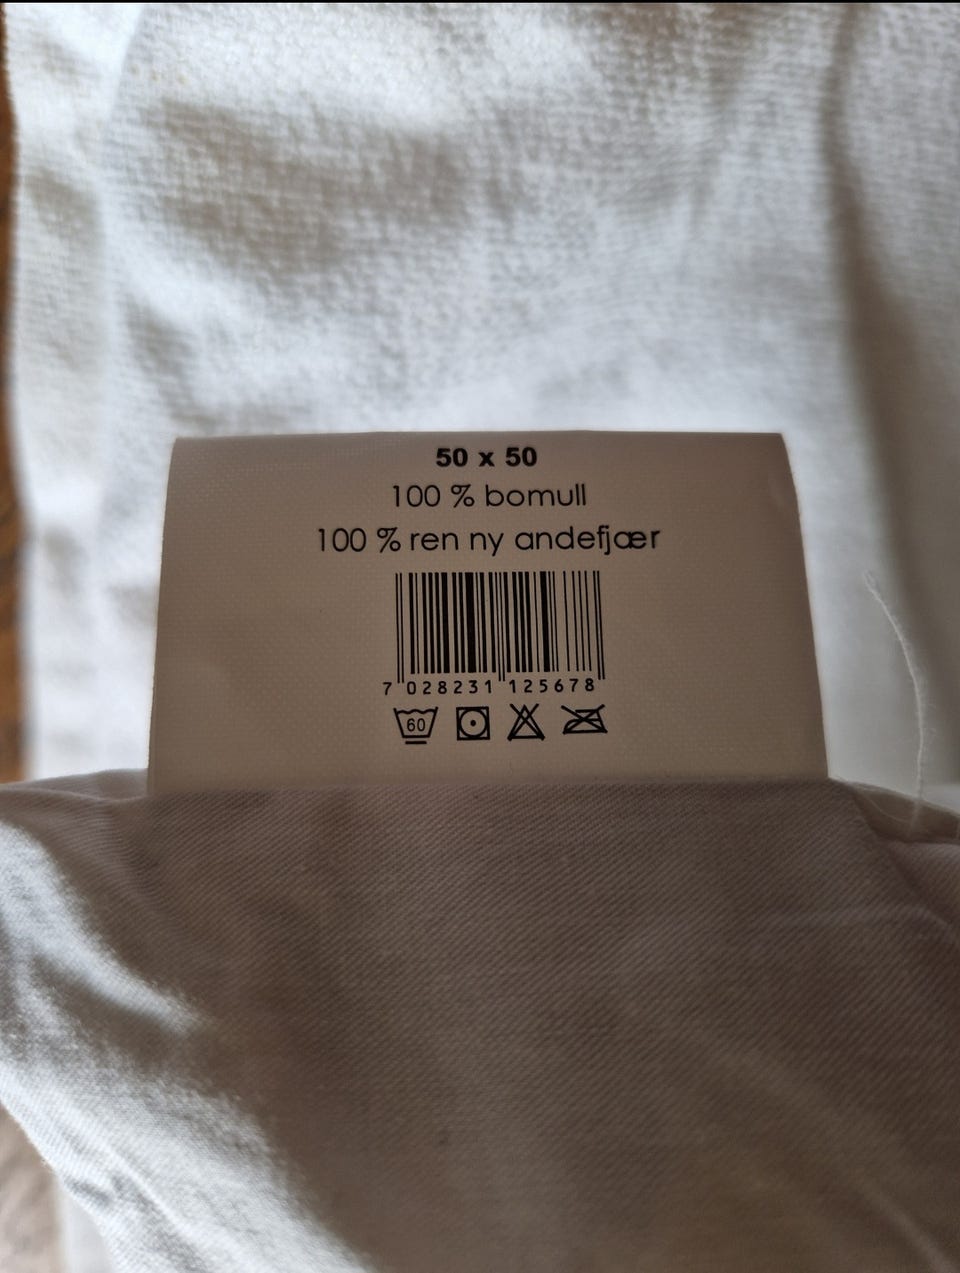 50 x 50
100 % bomull
100 % ren ny andefjær
7 028231 125678
60